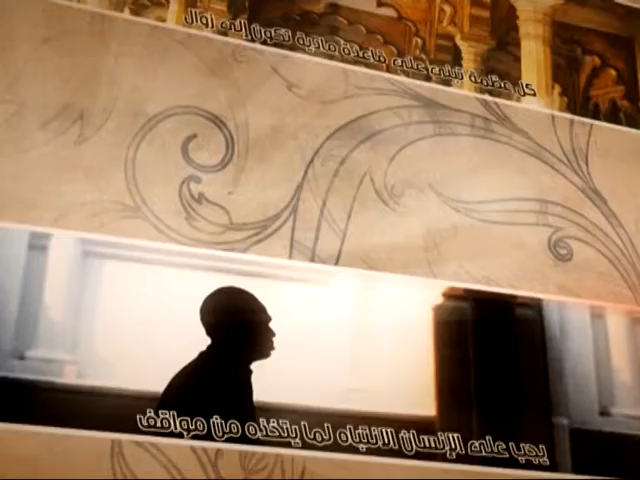 كل عظمة تبنى على قاعدة مادية تكون إلى زوال
يجب على الإنسان الانتباه لما يتخذه من مواقف